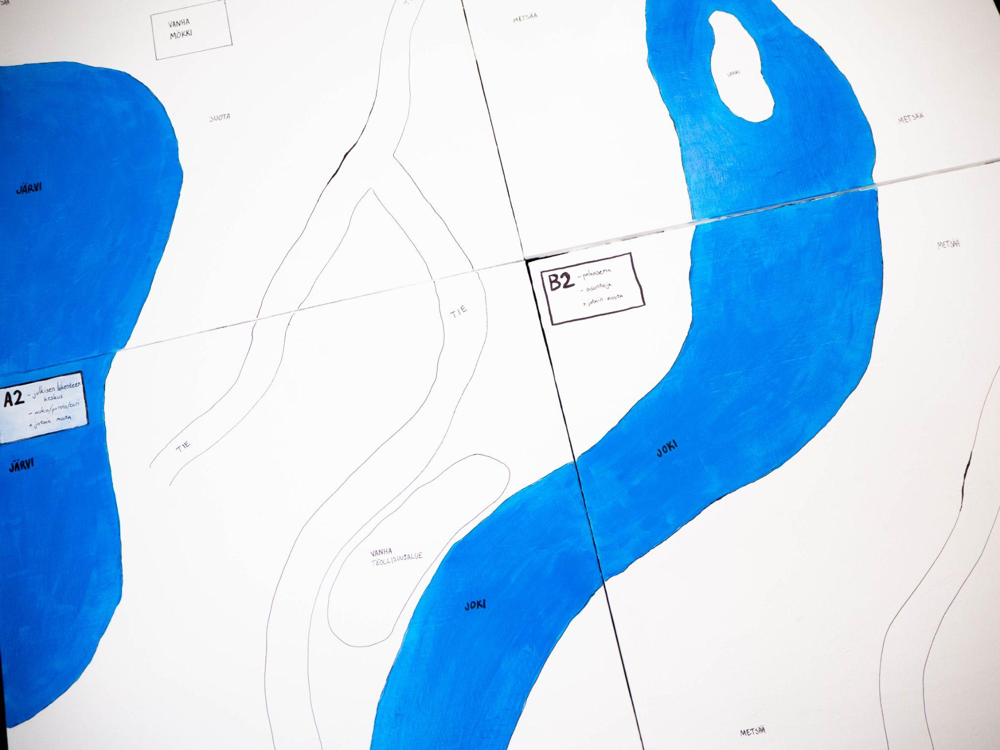 VANHA
MÖKKI
METSÄÄ
SAARI
SUOTA
METSÄÄ
JÄRVI
METSÄÄ
B2 - paloasema
- asuntoja
+ jotain muuta
TIE
A2 - julkisen liikenteen
keskus
- aukio/puisto/tori
+ jotain muuta
TIE
JOKI
JÄRVI
VANHA
TEOLLISUUSALUE
JOKI
METSÄÄ